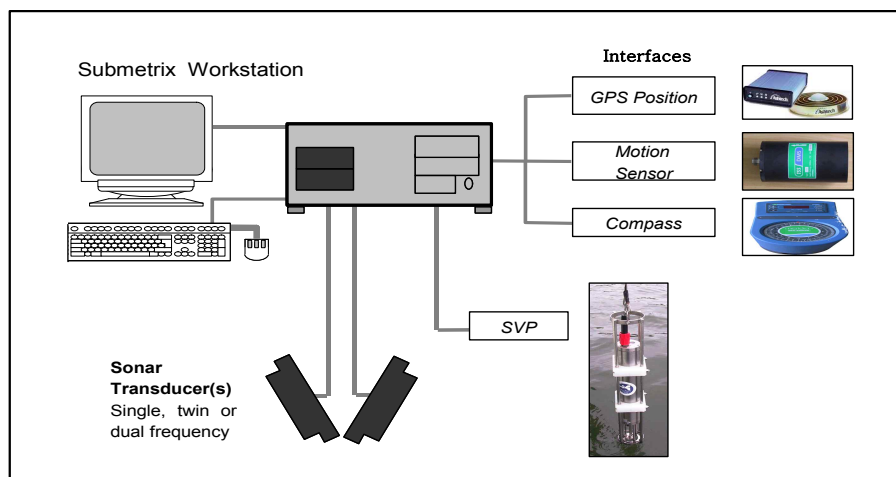 Submetrix Workstation
Interfaces
GPS Position
Motion
Sensor
Compass
SVP
Sonar
Transducer(s)
Single, twin or
dual frequency